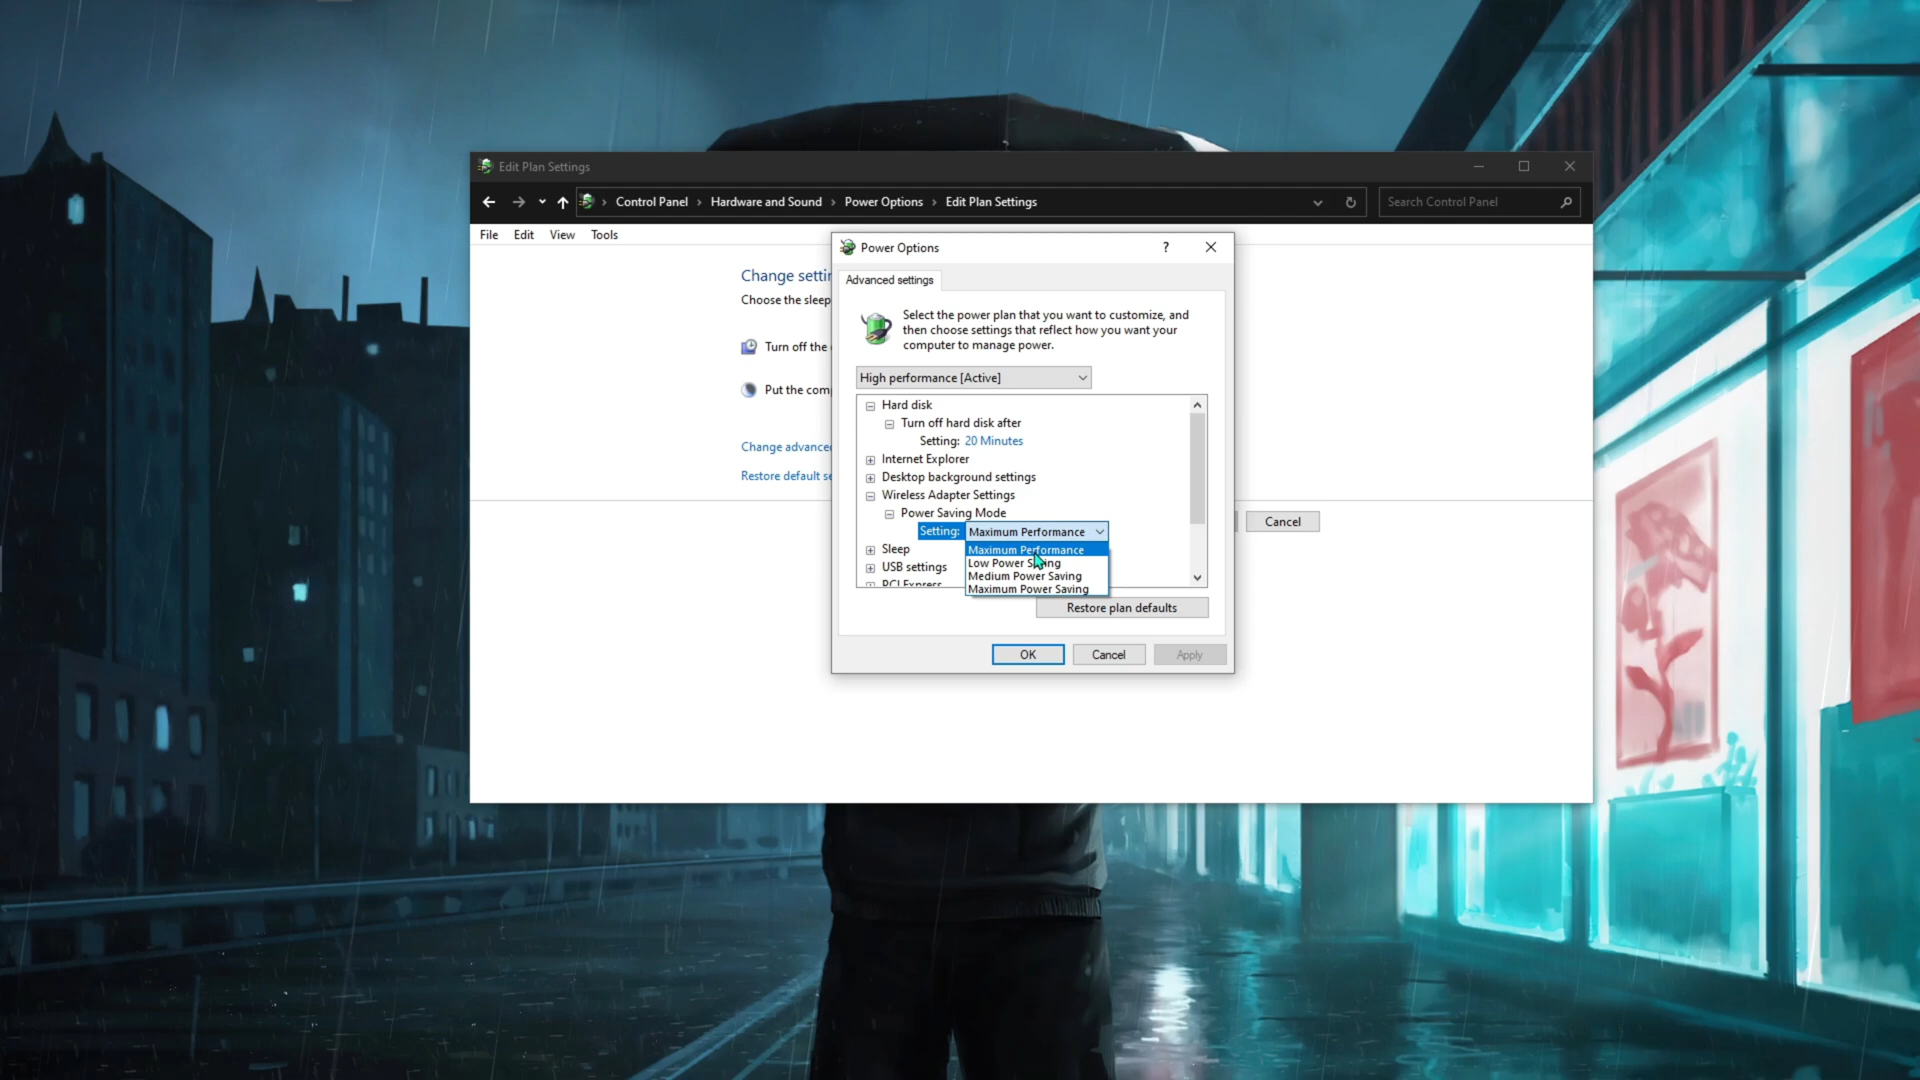 Edit Plan Settings
Control Panel › Hardware and Sound › Power Options › Edit Plan Settings
Search Control Panel
File Edit View Tools
Power Options
?
Change
Advanced settings
Choose the sleep
Select the power plan that you want to customize, and
then choose settings that reflect how you want your
computer to manage power.
Turn off the
High performance [Active]
Put the
Hard disk
Turn off hard disk after
Setting: 20 Minutes
Change
Internet Explorer
Restore default
Desktop background settings
Wireless Adapter Settings
Power Saving Mode
Setting: Maximum Performance
Cancel
Sleep
Maximum Performance
Low Power Saving
USB settings
Medium Power Saving
PCI Express
Maximum Power Saving
Restore plan defaults
OK Cancel Apply